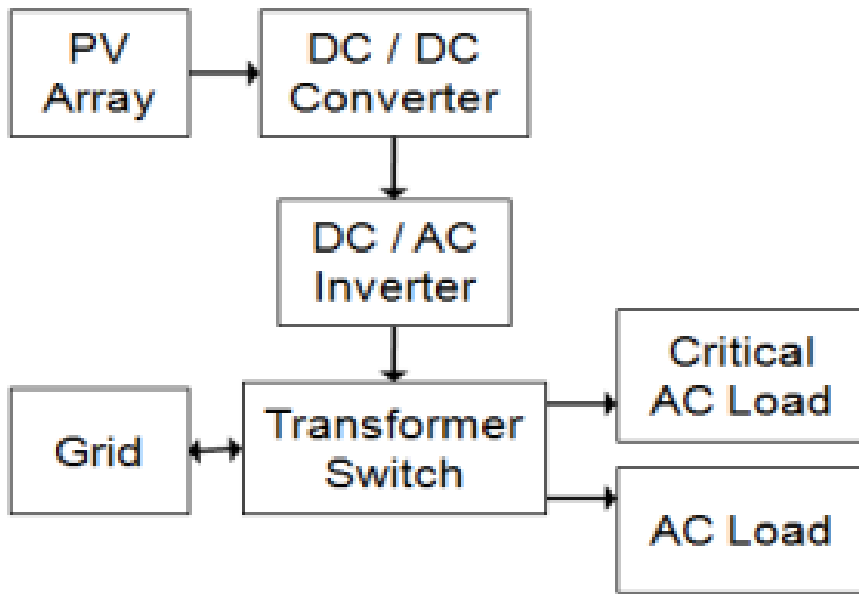 PV
Array
DC / DC
Converter
DC / AC
Inverter
Critical
AC Load
Grid
Transformer
Switch
AC Load